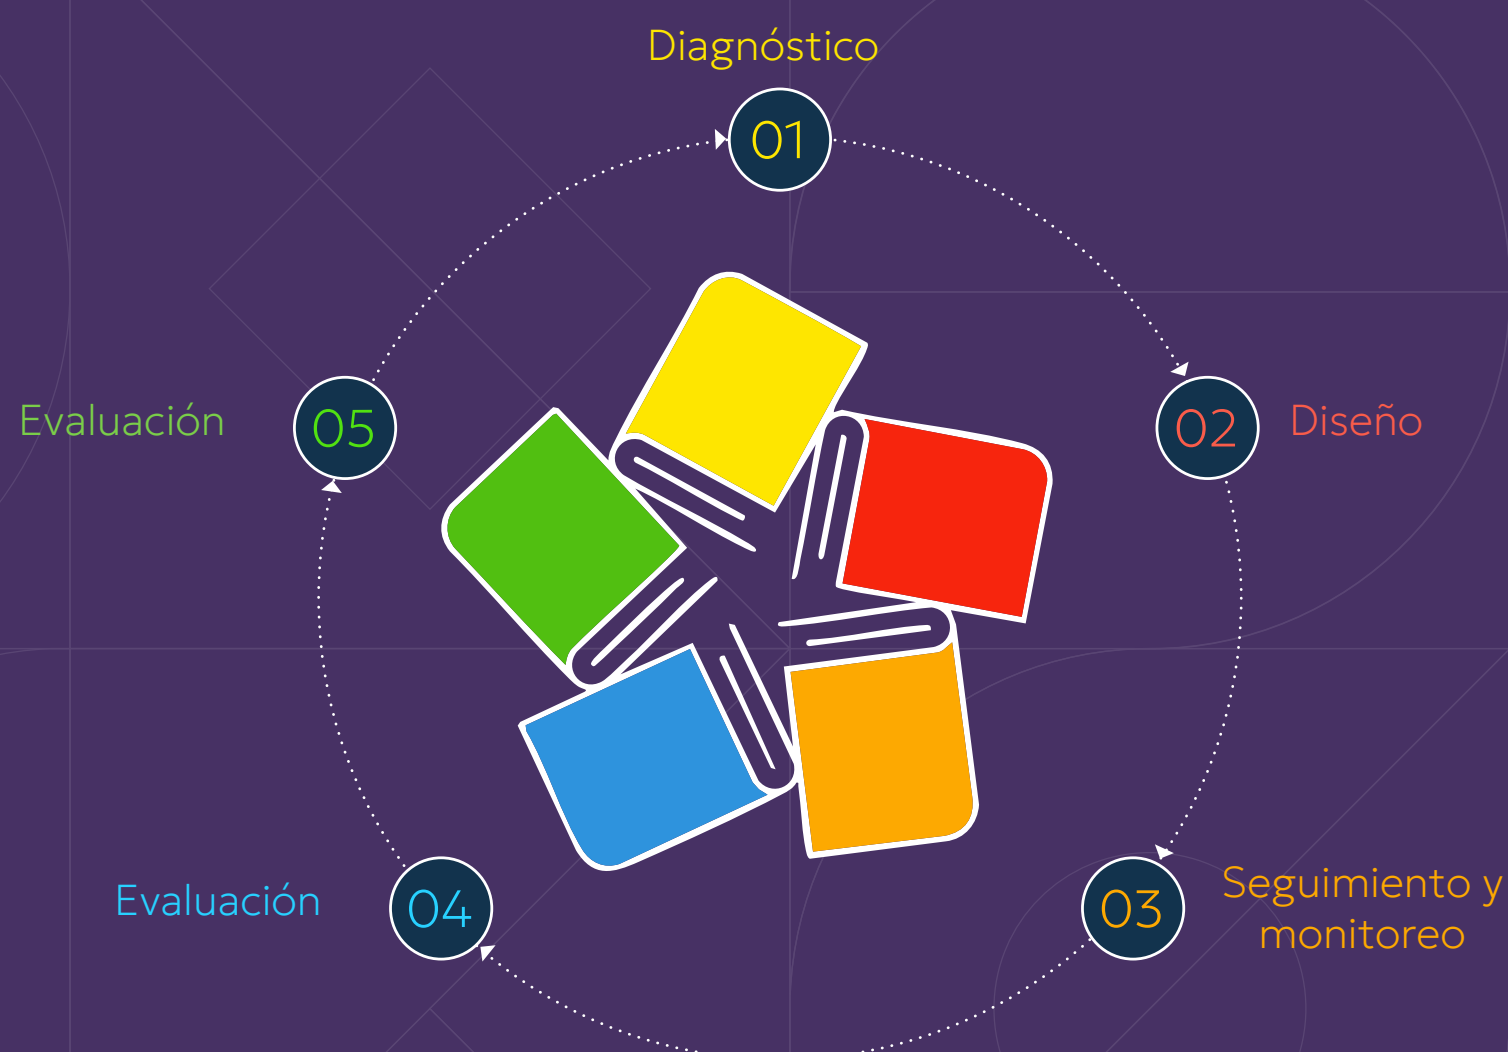 Diagnóstico
01
02
Diseño
03
Seguimiento y
monitoreo
04
Evaluación
05
Evaluación